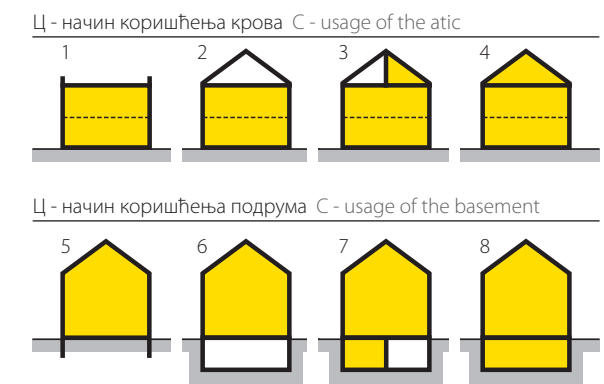 Ц - начин коришћења крова C - usage of the atic
1 2 3 4
Ц - начин коришћења подрума C - usage of the basement
5 6 7 8